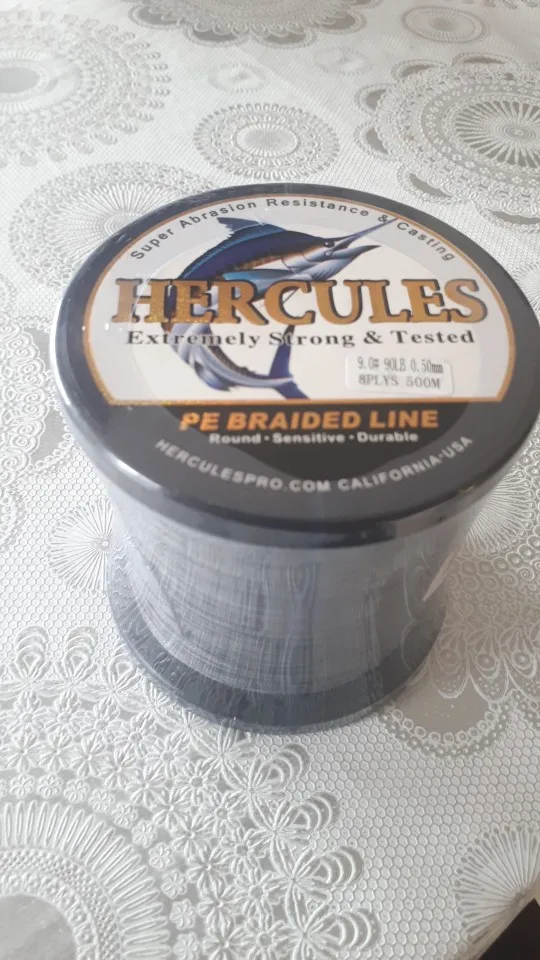 Super Abrasion Resistance & Casting
HERCULES
Extremely Strong & Tested
9.0# 90LB 0.50mm
8PLYS 500M
PE BRAIDED LINE
Round • Sensitive • Durable
HERCULESPRO.COM CALIFORNIA•USA